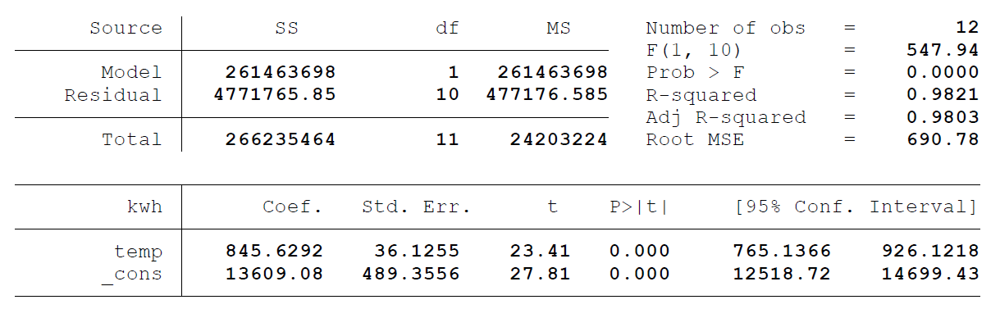 Source SS df MS Number of obs = 12
F(1, 10) = 547.94
Model 261463698 1 261463698 Prob > F = 0.0000
Residual 4771765.85 10 477176.585 R-squared = 0.9821
Adj R-squared = 0.9803
Total 266235464 11 24203224 Root MSE = 690.78
kwh Coef. Std. Err. t P>|t| [95% Conf. Interval]
temp 845.6292 36.1255 23.41 0.000 765.1366 926.1218
_cons 13609.08 489.3556 27.81 0.000 12518.72 14699.43